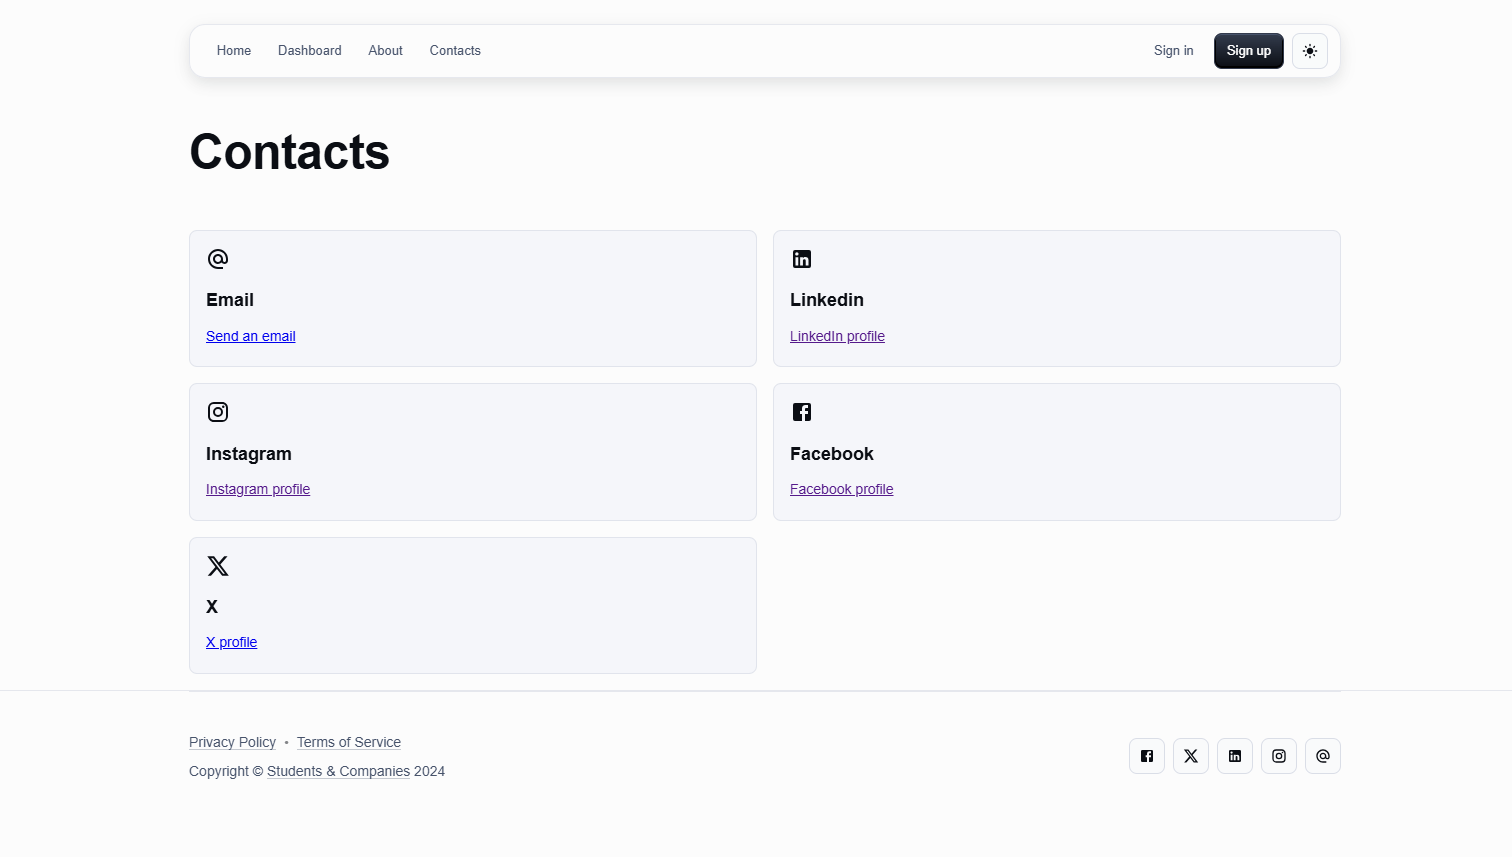 Home Dashboard About Contacts Sign in Sign up
Contacts
Email
Send an email
Linkedin
LinkedIn profile
Instagram
Instagram profile
Facebook
Facebook profile
X
X profile
Privacy Policy • Terms of Service
Copyright © Students & Companies 2024